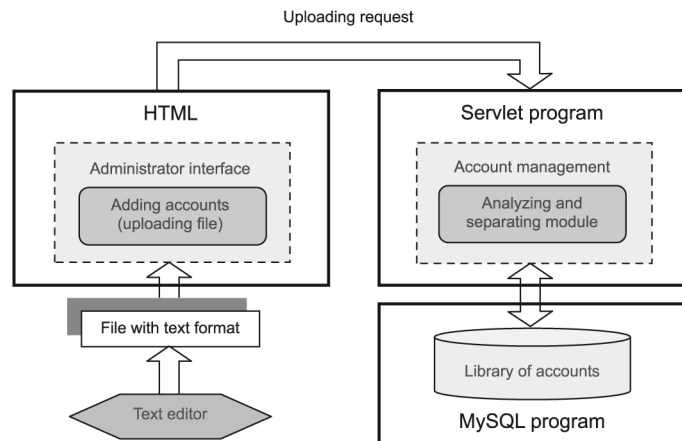 Uploading request
HTML
Administrator interface
Adding accounts
(uploading file)
File with text format
Text editor
Servlet program
Account management
Analyzing and
separating module
Library of accounts
MySQL program